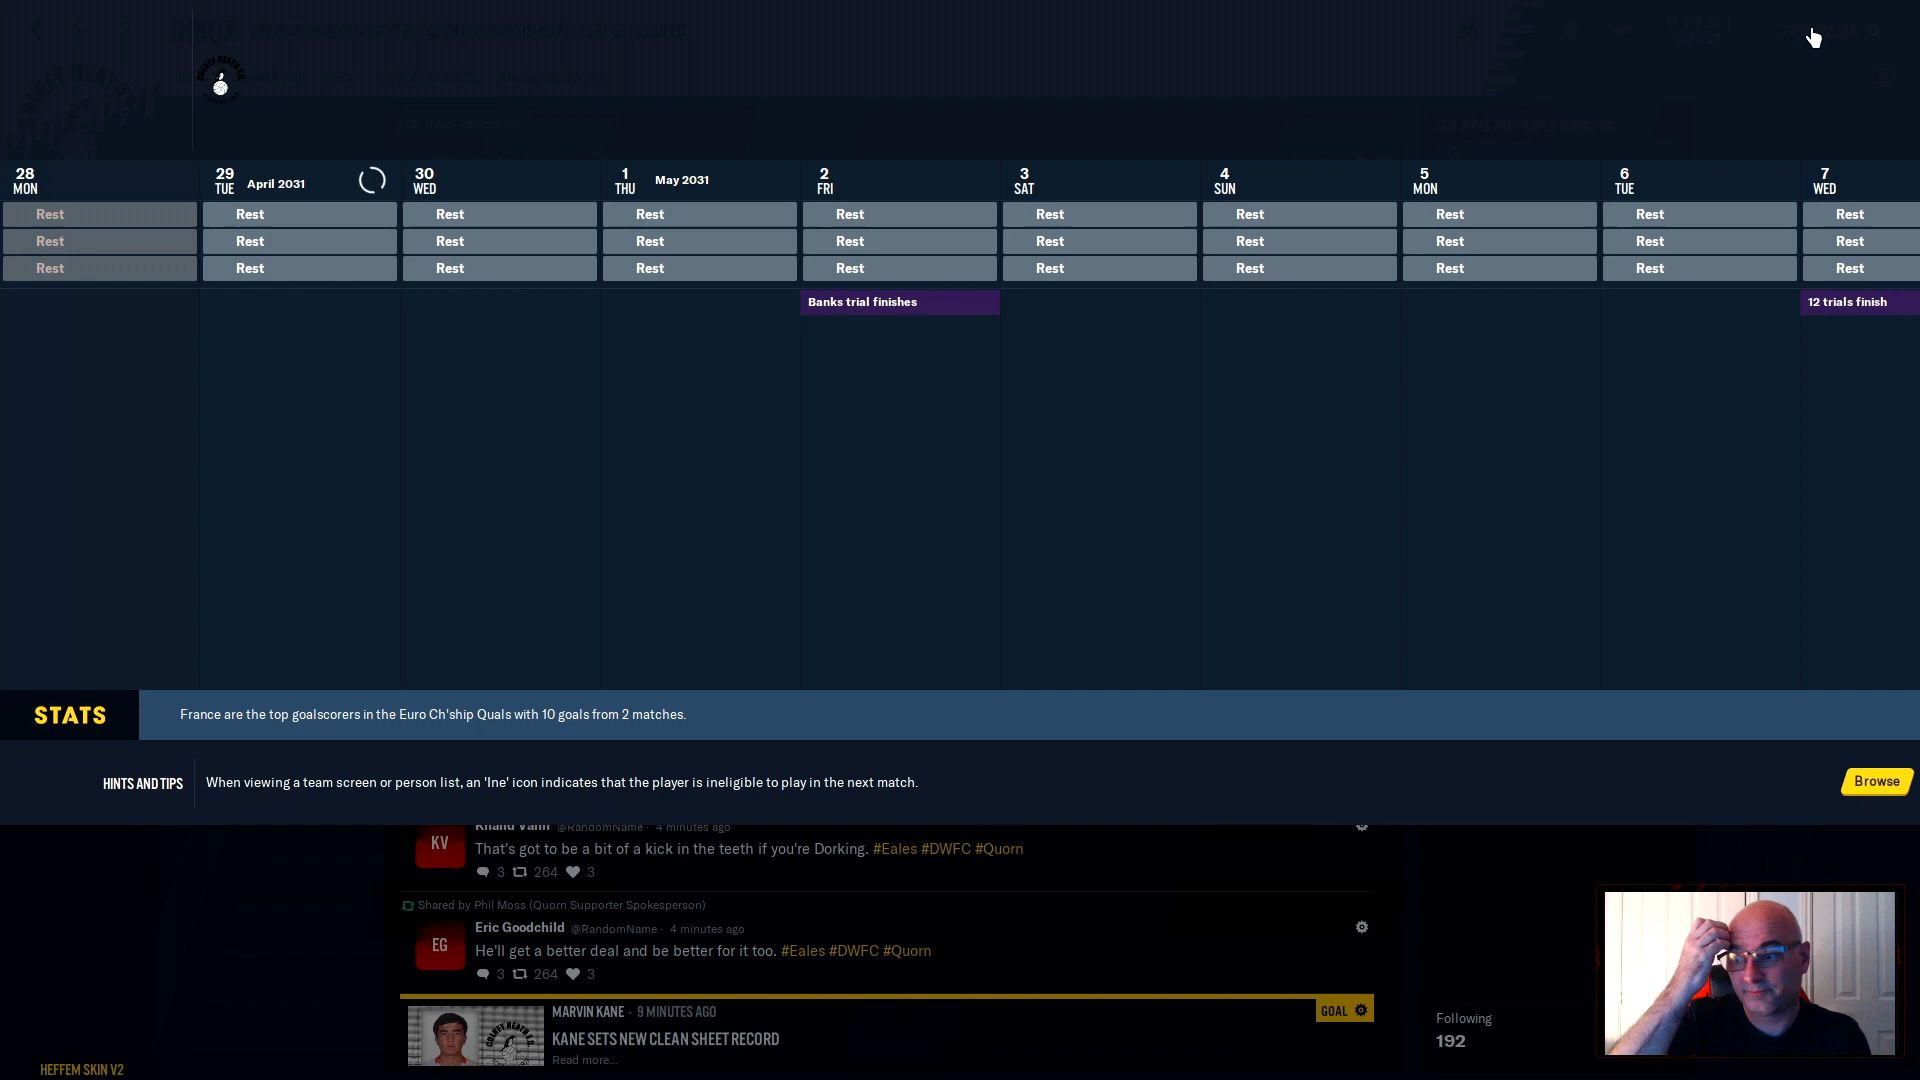 28
MON
29
TUE
April 2031
30
WED
1
THU
May 2031
2
FRI
3
SAT
4
SUN
5
MON
6
TUE
7
WED
Rest Rest Rest Rest Rest Rest Rest Rest Rest Rest
Rest Rest Rest Rest Rest Rest Rest Rest Rest Rest
Rest Rest Rest Rest Rest Rest Rest Rest Rest Rest
Banks trial finishes
12 trials finish
STATS
France are the top goalscorers in the Euro Ch'ship Quals with 10 goals from 2 matches.
HINTS AND TIPS
When viewing a team screen or person list, an 'Ine' icon indicates that the player is ineligible to play in the next match.
Browse
@RandomName · 4 minutes ago
KV
That's got to be a bit of a kick in the teeth if you're Dorking. #Eales #DWFC #Quorn
3 264 3
Shared by Phil Moss (Quorn Supporter Spokesperson)
EG
Eric Goodchild @RandomName · 4 minutes ago
He'll get a better deal and be better for it too. #Eales #DWFC #Quorn
3 264 3
MARVIN KANE - 9 MINUTES AGO
GOAL
KANE SETS NEW CLEAN SHEET RECORD
Read more...
Following
192
HEFFEM SKIN V2